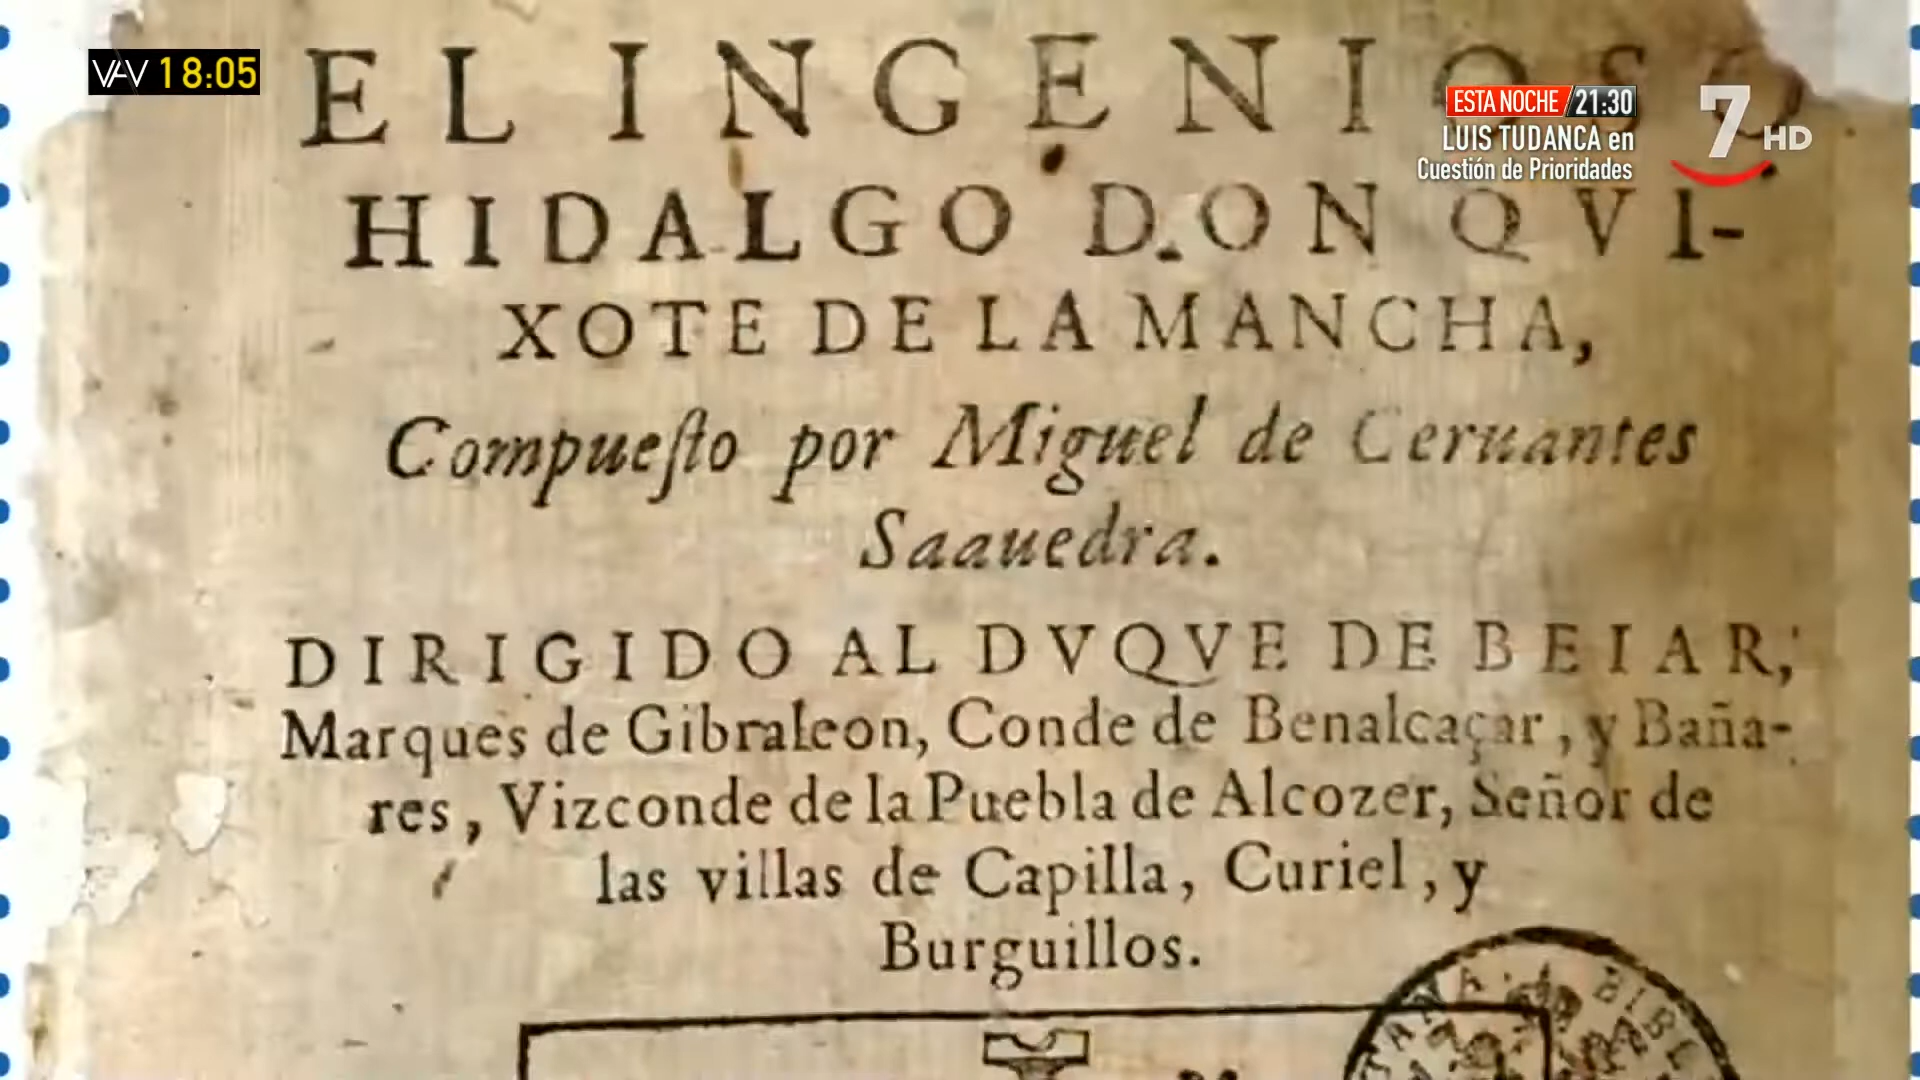 VAV 18:05
ESTA NOCHE / 21:30
LUIS TUDANCA en
Cuestión de Prioridades
7 HD
EL INGENIOSO
HIDALGO DON QVI-
XOTE DE LA MANCHA,
Compueſto por Miguel de Ceruantes
Saauedra.
DIRIGIDO AL DVQVE DE BEIAR,
Marques de Gibraleon, Conde de Benalcaçar, y Baña-
res, Vizconde de la Puebla de Alcozer, Señor de
las villas de Capilla, Curiel, y
Burguillos.